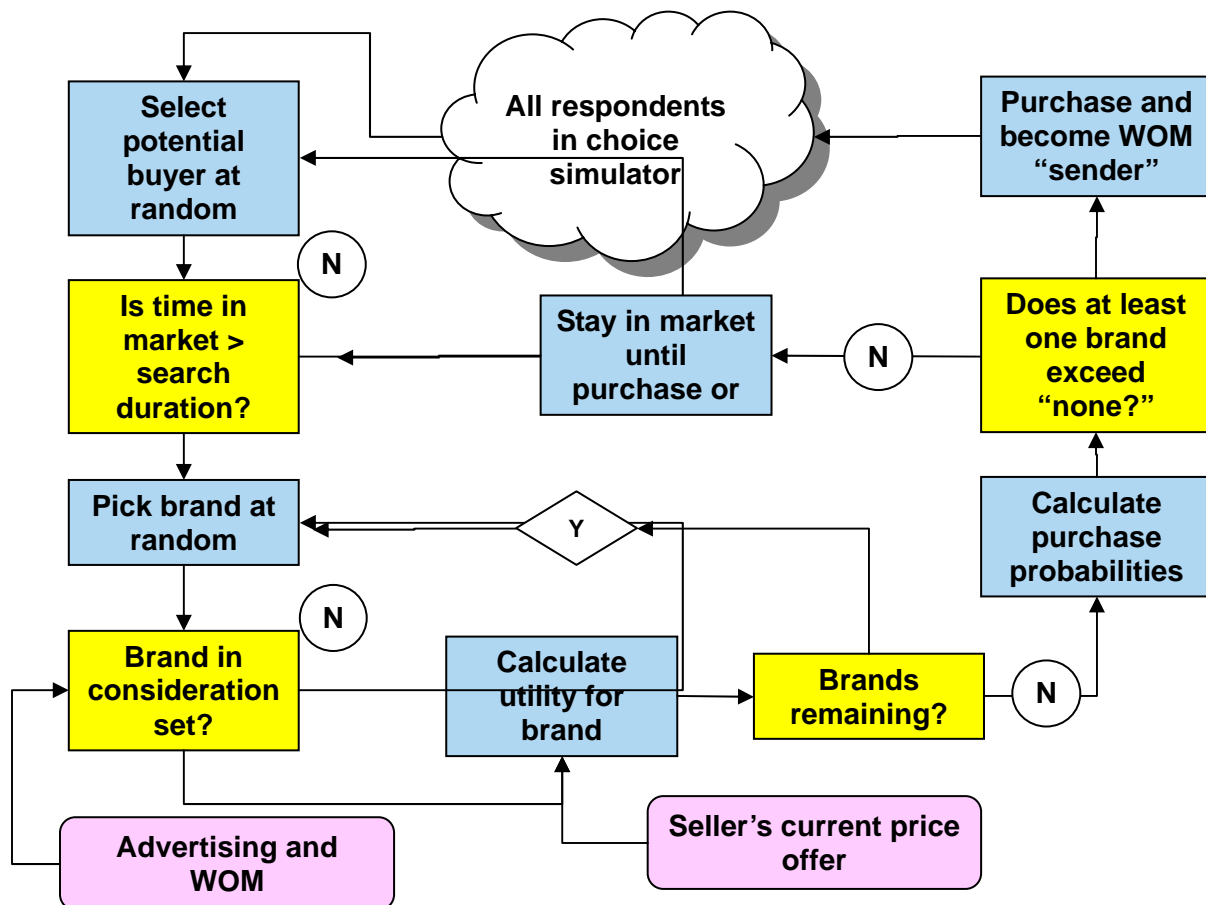 All respondents
in choice
simulator
Select
potential
buyer at
random
Purchase and
become WOM
“sender”
N
Is time in
market >
search
duration?
Stay in market
until
purchase or
N
Does at least
one brand
exceed
“none?”
Pick brand at
random
Y
Calculate
purchase
probabilities
N
Brand in
consideration
set?
Calculate
utility for
brand
Brands
remaining?
N
Advertising and
WOM
Seller’s current price
offer